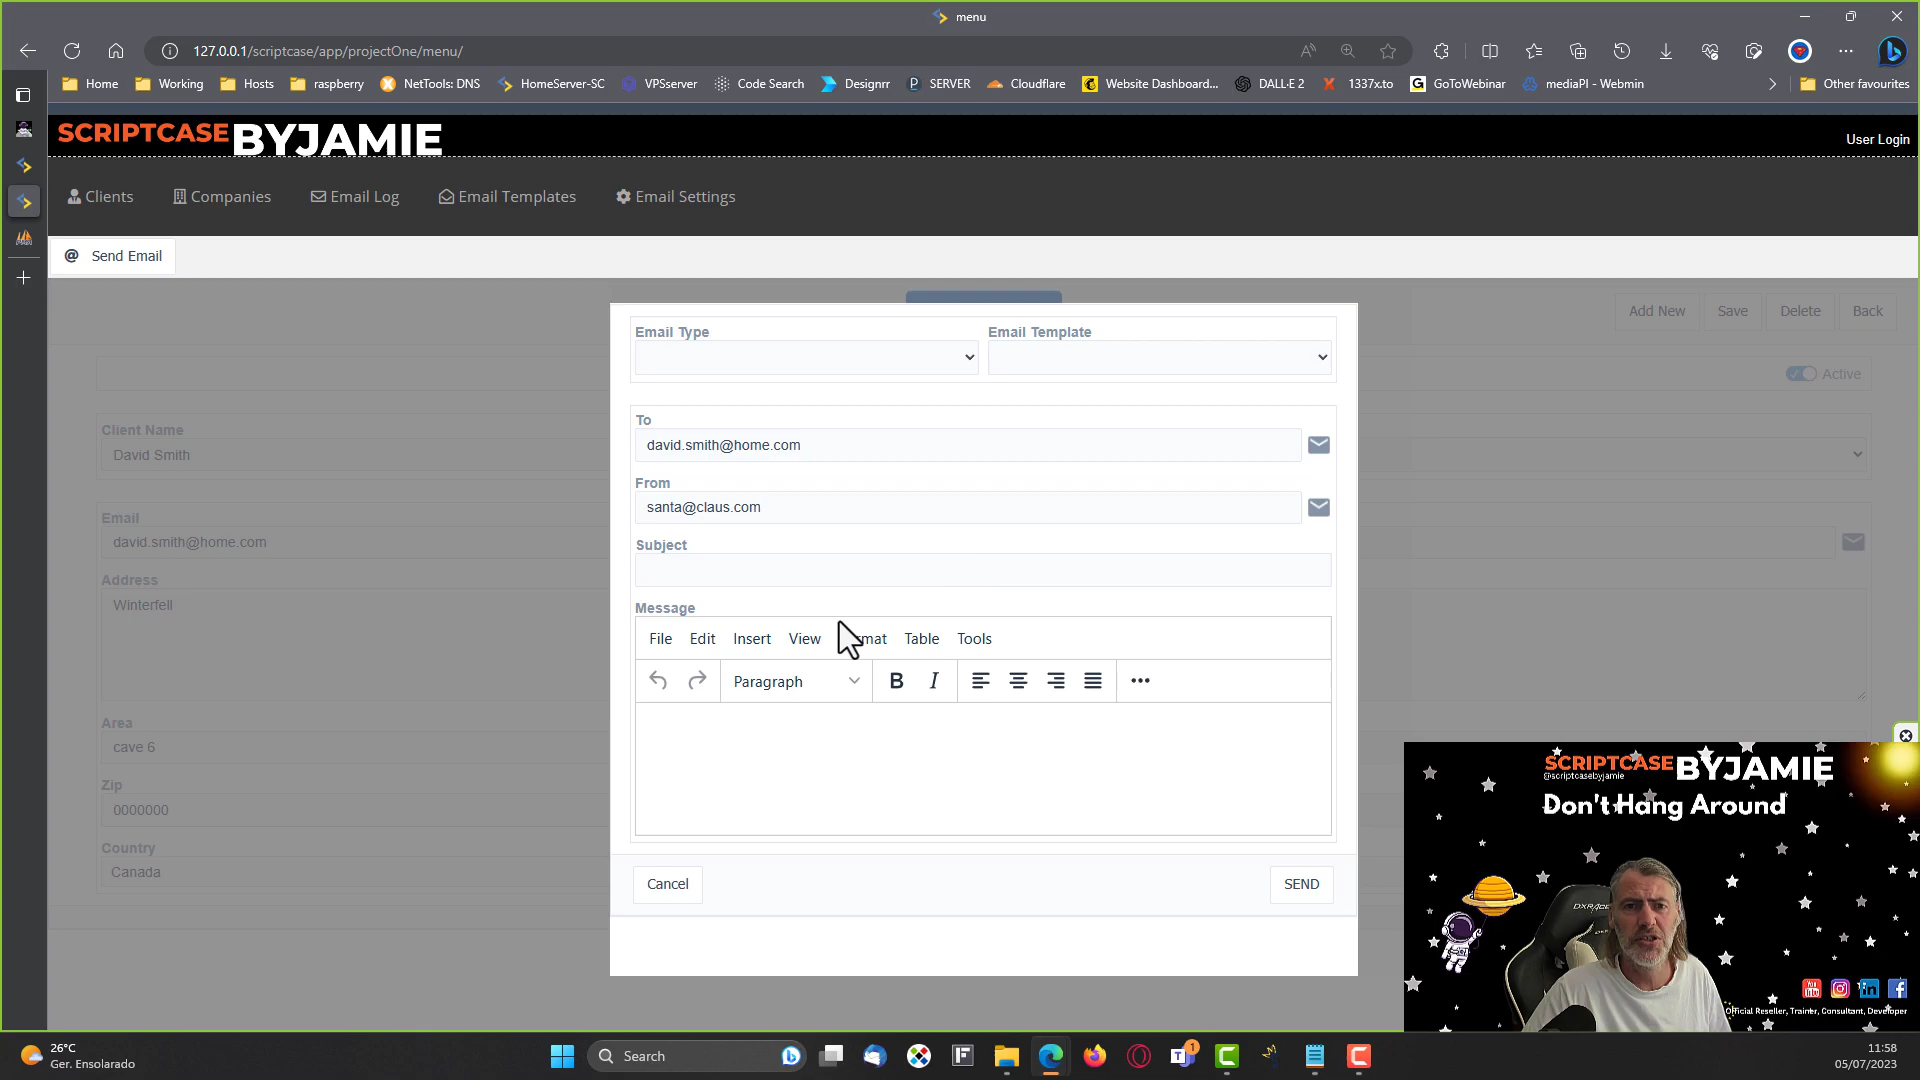 menu
127.0.0.1/scriptcase/app/projectOne/menu/
Home Working Hosts raspberry NetTools: DNS HomeServer-SC VPSserver Code Search Designrr SERVER Cloudflare Website Dashboard... DALL·E 2 1337x.to GoToWebinar mediaPI - Webmin Other favourites
SCRIPTCASE BYJAMIE
User Login
Clients Companies Email Log Email Templates Email Settings
@ Send Email
Add New Save Delete Back
Active
Client Name
David Smith
Email
david.smith@home.com
Address
Winterfell
Area
cave 6
Zip
0000000
Country
Canada
Email Type Email Template
To
david.smith@home.com
From
santa@claus.com
Subject
Message
File Edit Insert View rmat Table Tools
Paragraph B I
Cancel SEND
SCRIPTCASE BYJAMIE
@scriptcasebyjamie
Don't Hang Around
DXRACER
Official Reseller, Trainer, Consultant, Developer
26°C
Ger. Ensolarado
Search
1
11:58
05/07/2023